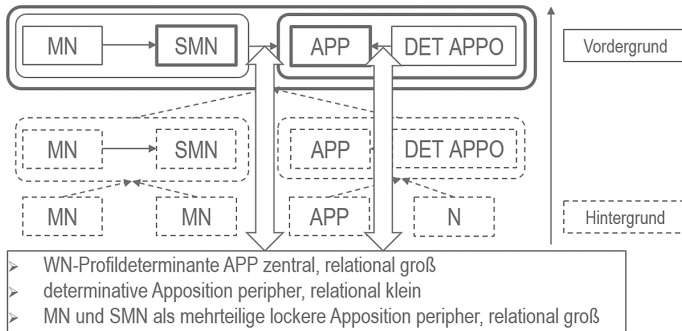 MN SMN APP DET APPO Vordergrund
MN SMN APP DET APPO
MN MN APP N Hintergrund
➢ WN-Profildeterminante APP zentral, relational groß
➢ determinative Apposition peripher, relational klein
➢ MN und SMN als mehrteilige lockere Apposition peripher, relational groß